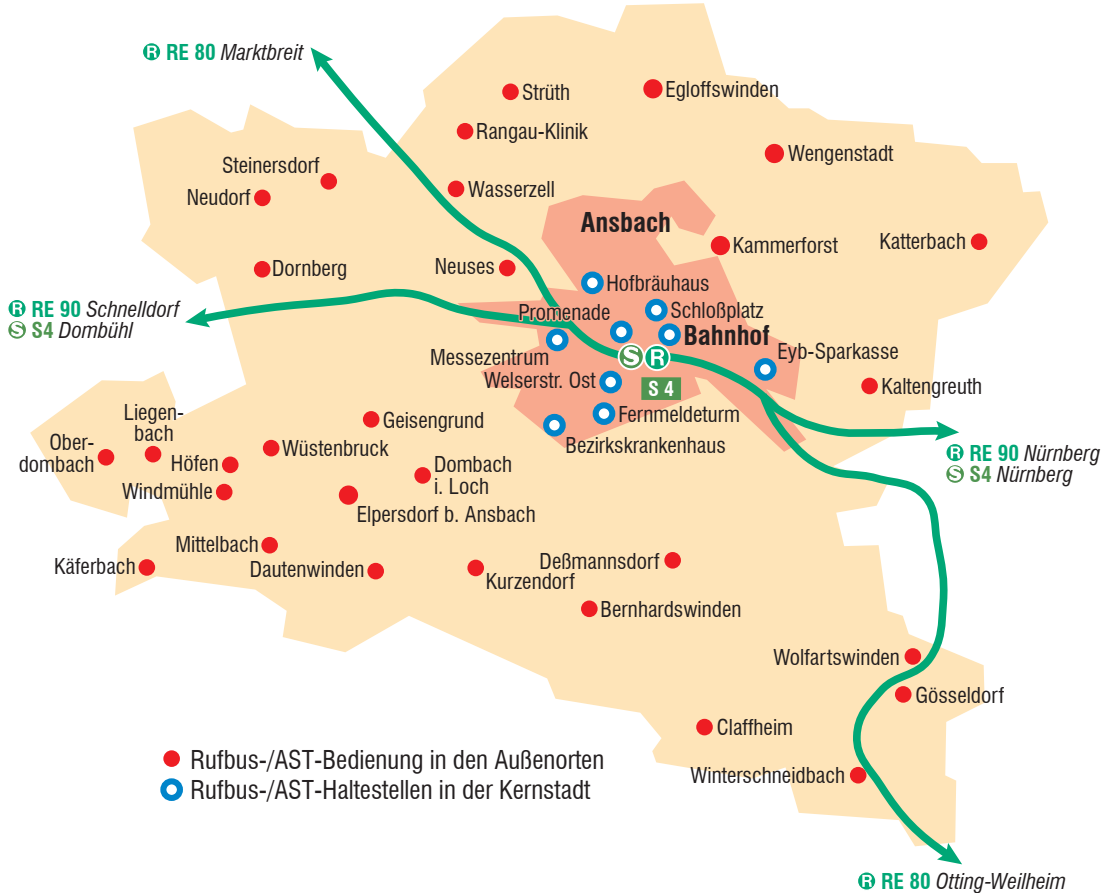 R RE 80 Marktbreit
Strüth
Egloffswinden
Rangau-Klinik
Wengenstadt
Steinersdorf
Neudorf
Wasserzell
Ansbach
Kammerforst
Katterbach
Dornberg
Neuses
Hofbräuhaus
R RE 90 Schnelldorf
S S4 Dombühl
Promenade
Schloßplatz
Bahnhof
Messezentrum
S R
Eyb-Sparkasse
Welserstr. Ost
S 4
Kaltengreuth
Liegen-
bach
Geisengrund
Fernmeldeturm
Bezirkskrankenhaus
Ober-
dombach
Höfen
Wüstenbruck
R RE 90 Nürnberg
S S4 Nürnberg
Windmühle
Dombach
i. Loch
Elpersdorf b. Ansbach
Mittelbach
Käferbach
Dautenwinden
Kurzendorf
Deßmannsdorf
Bernhardswinden
Wolfartswinden
Gösseldorf
Claffheim
Winterschneidbach
Rufbus-/AST-Bedienung in den Außenorten
Rufbus-/AST-Haltestellen in der Kernstadt
R RE 80 Otting-Weilheim